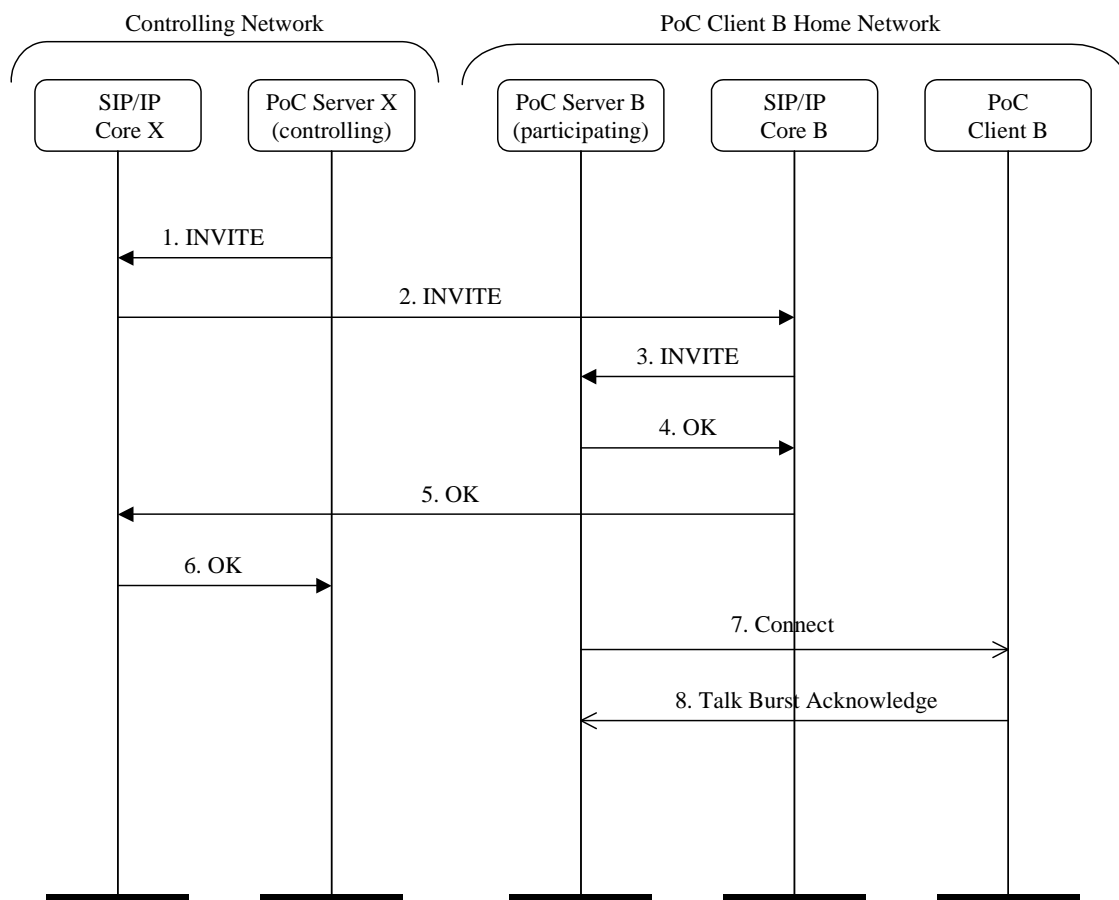 Controlling Network
PoC Client B Home Network
SIP/IP
Core X
PoC Server X
(controlling)
PoC Server B
(participating)
SIP/IP
Core B
PoC
Client B
1. INVITE
2. INVITE
3. INVITE
4. OK
5. OK
6. OK
7. Connect
8. Talk Burst Acknowledge